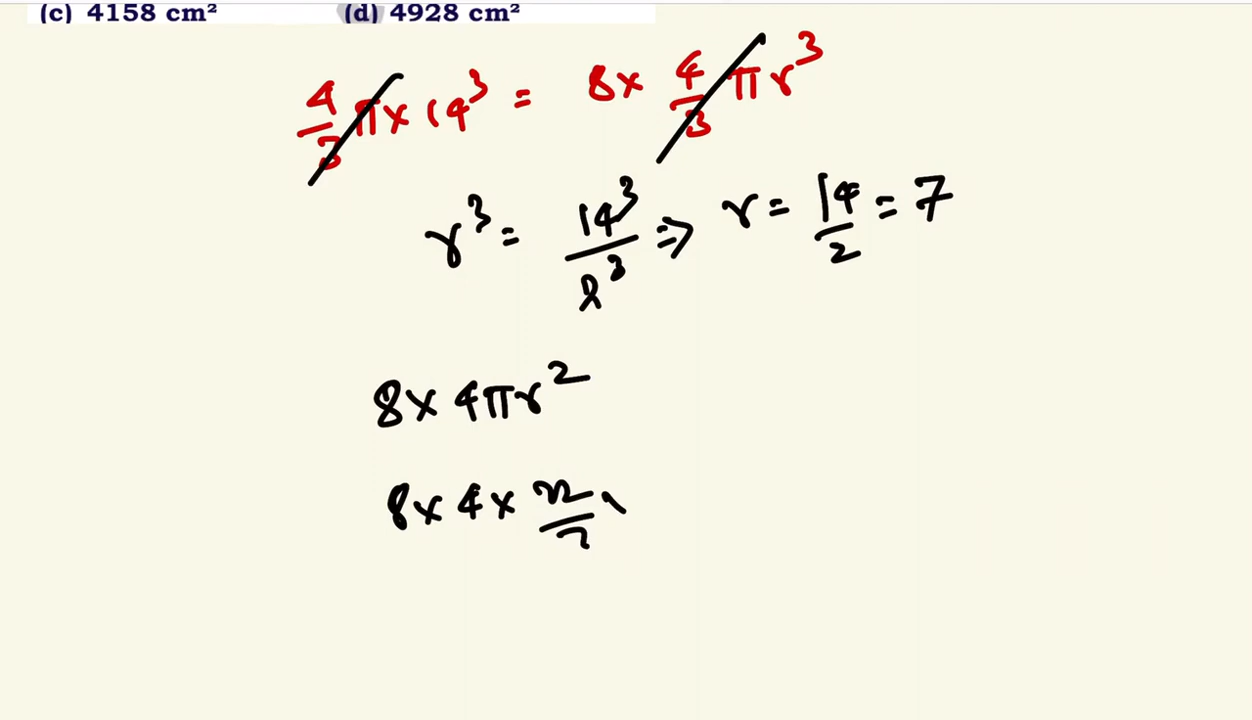 (c) 4158 cm² (d) 4928 cm²
4/3 π x 14³ = 8 x 4/3 π r³
r³ = 14³/2³ ⇒ r = 14/2 = 7
8 x 4πr²
8 x 4 x 22/7